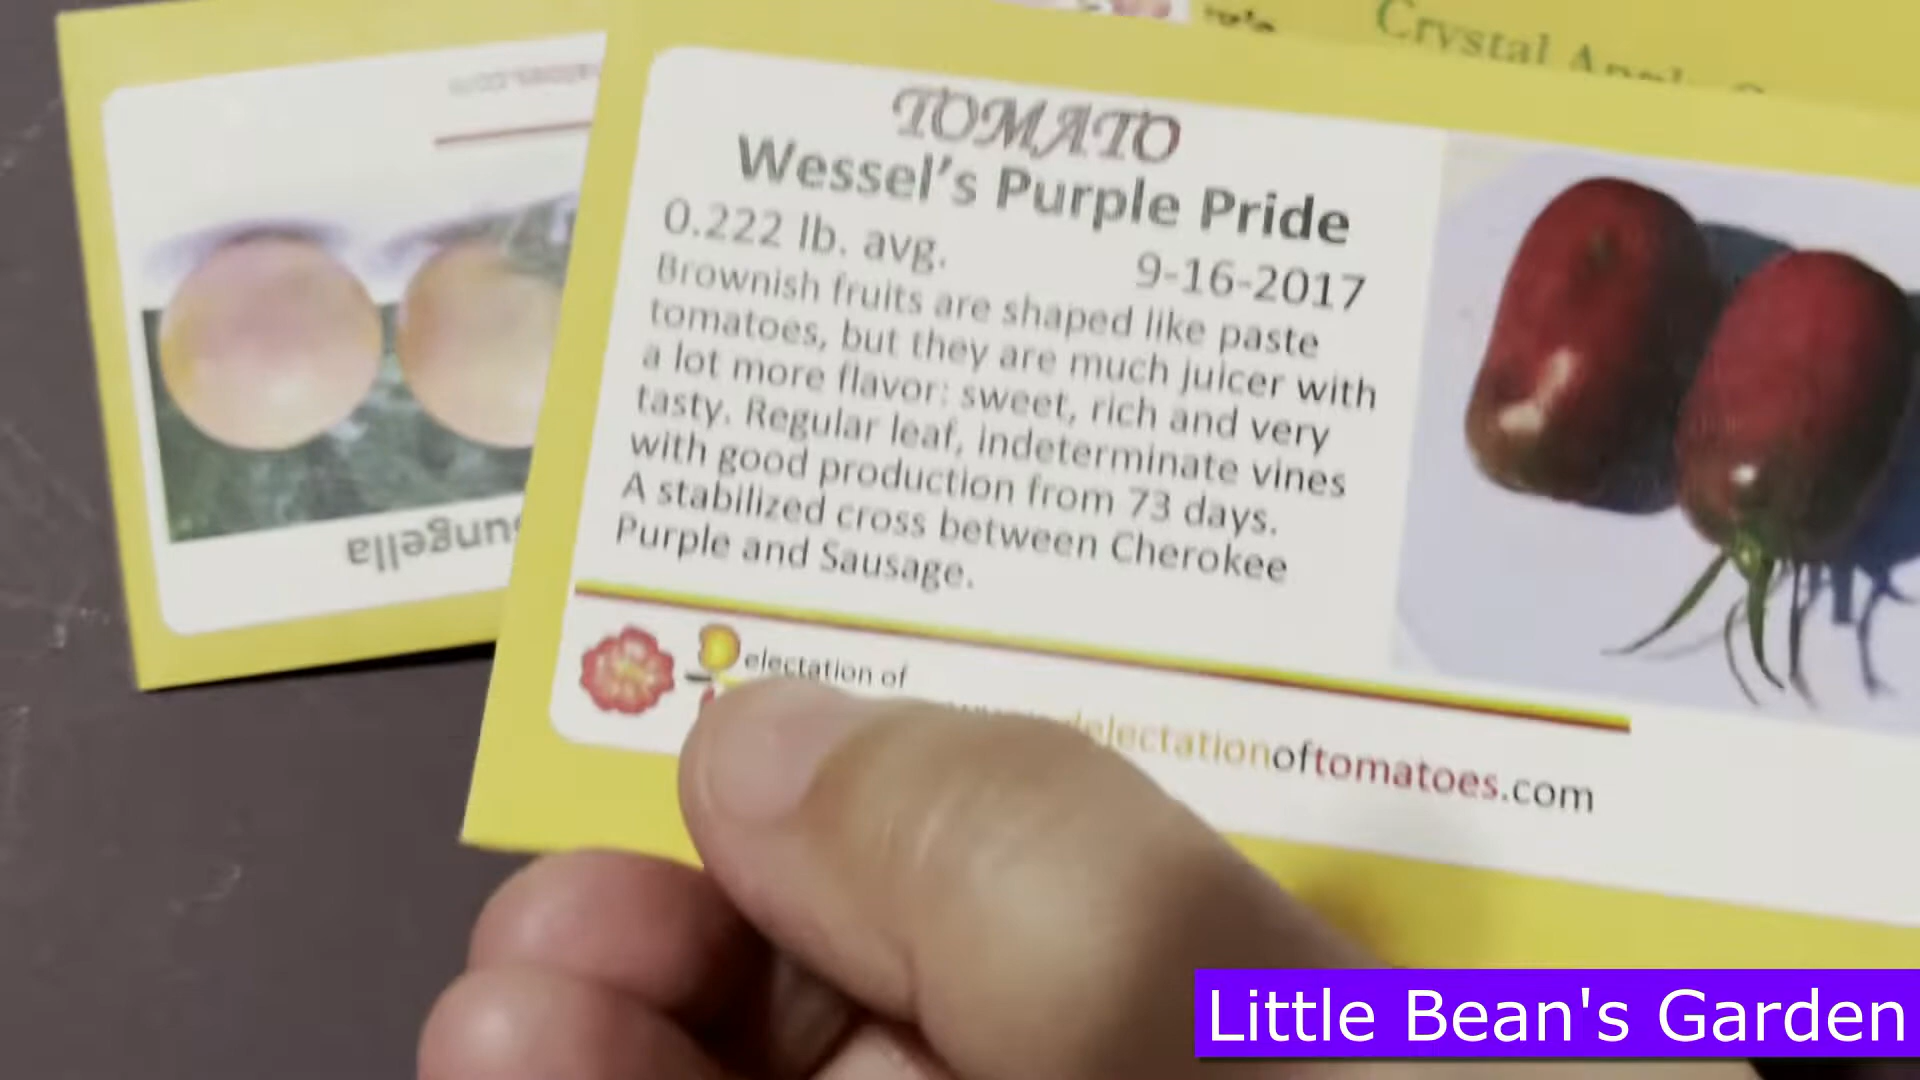 Crystal Apple
TOMATO
Wessel's Purple Pride
0.222 lb. avg.
9-16-2017
Brownish fruits are shaped like paste
tomatoes, but they are much juicer with
a lot more flavor: sweet, rich and very
tasty. Regular leaf, indeterminate vines
with good production from 73 days.
A stabilized cross between Cherokee
Purple and Sausage.
electation of
delectationoftomatoes.com
Little Bean's Garden